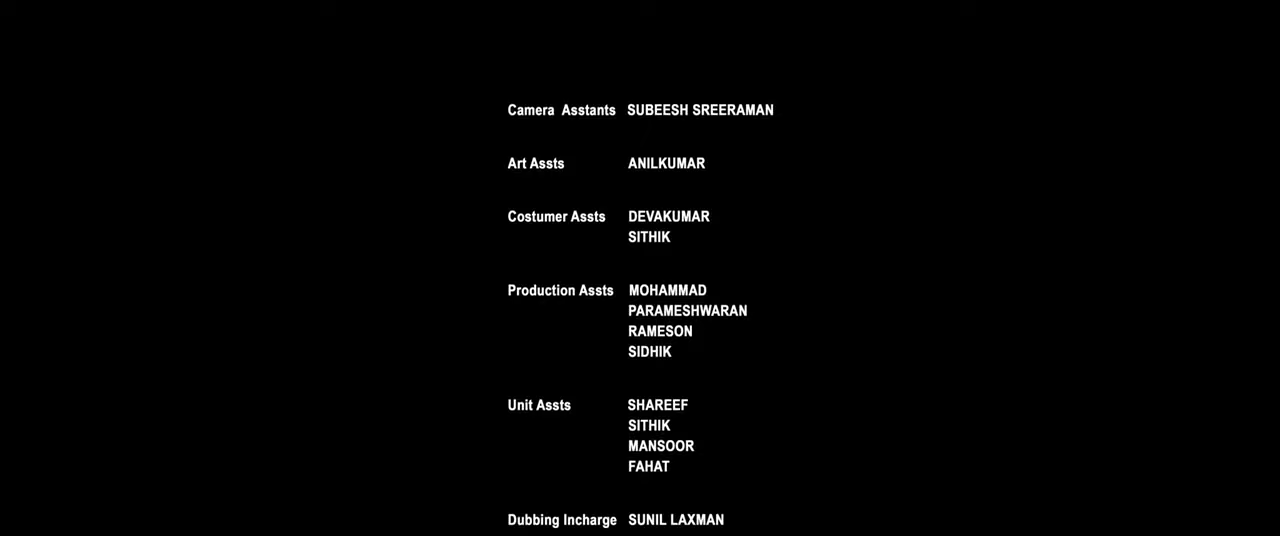 Camera Asstants SUBEESH SREERAMAN
Art Assts ANILKUMAR
Costumer Assts DEVAKUMAR
SITHIK
Production Assts MOHAMMAD
PARAMESHWARAN
RAMESON
SIDHIK
Unit Assts SHAREEF
SITHIK
MANSOOR
FAHAT
Dubbing Incharge SUNIL LAXMAN